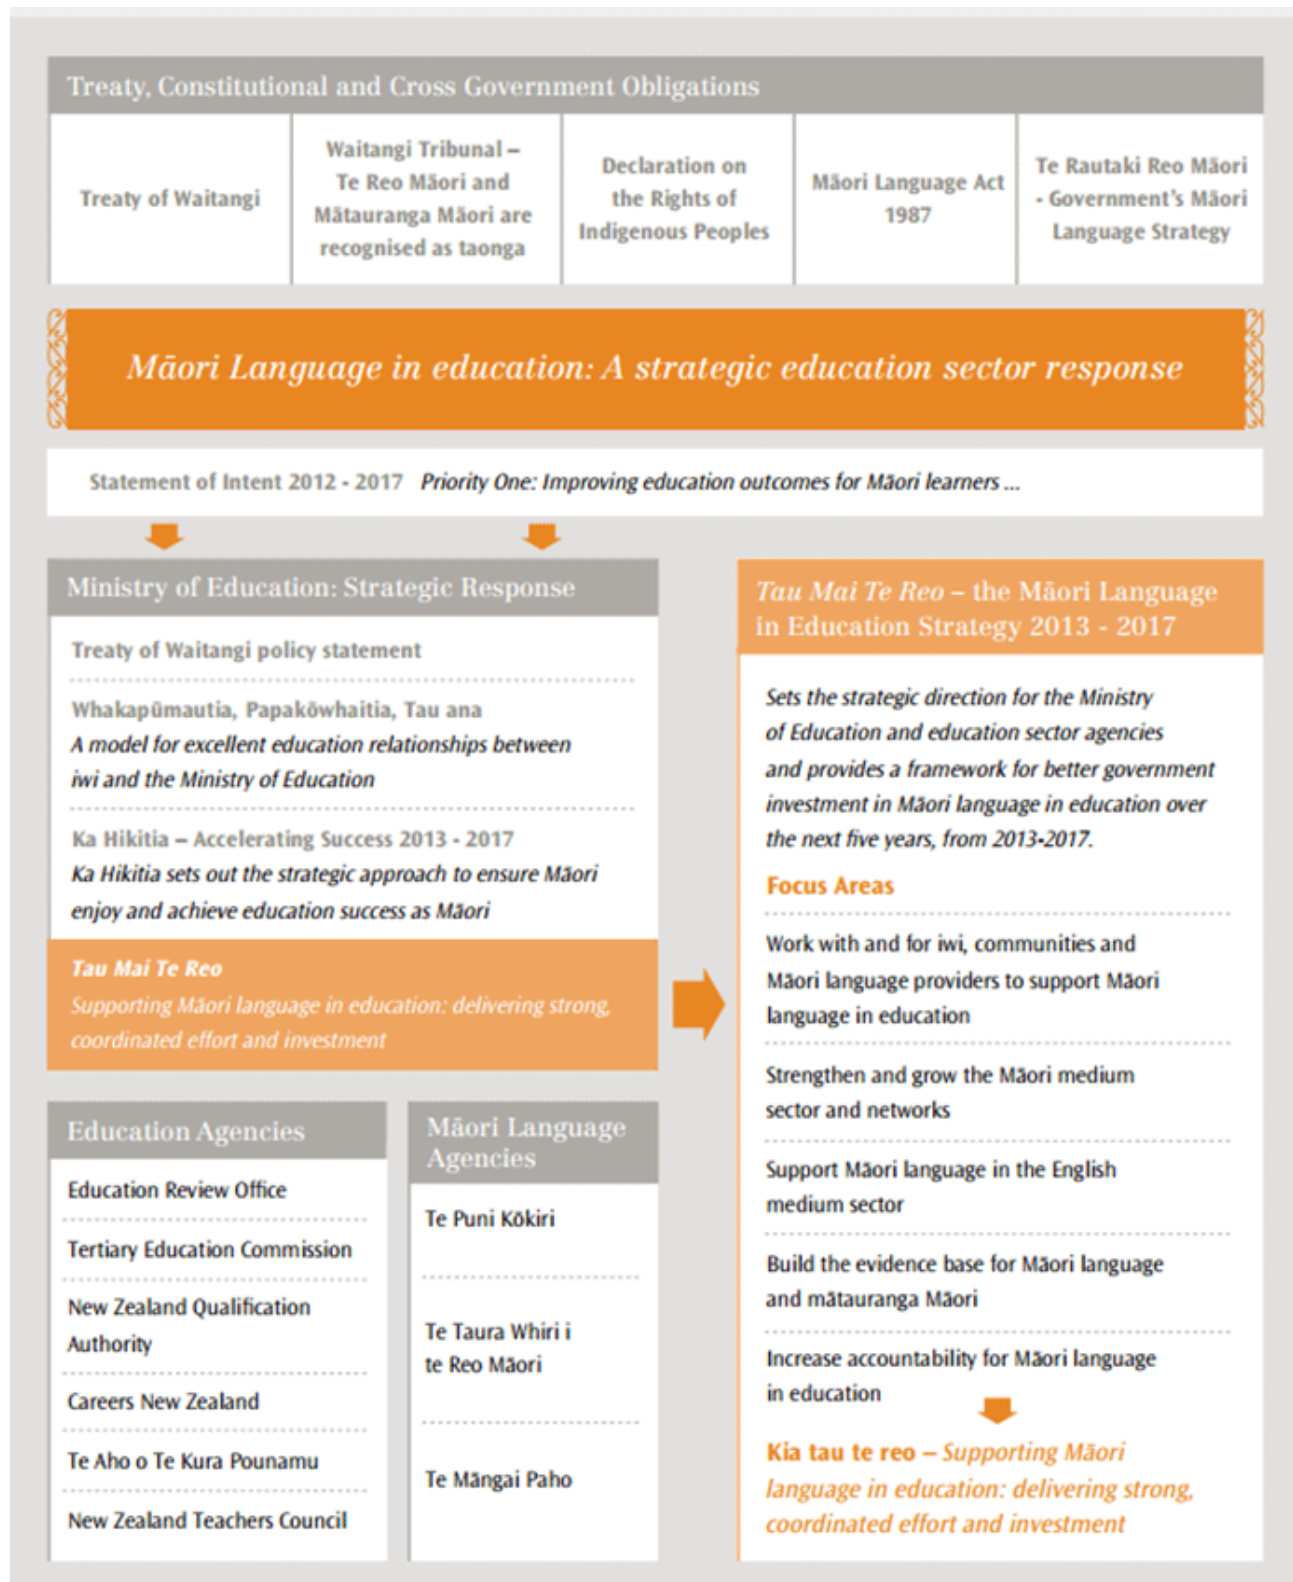 Treaty, Constitutional and Cross Government Obligations
Treaty of Waitangi
Waitangi Tribunal –
Te Reo Māori and
Mātauranga Māori are
recognised as taonga
Declaration on
the Rights of
Indigenous Peoples
Māori Language Act
1987
Te Rautaki Reo Māori
- Government's Māori
Language Strategy
Māori Language in education: A strategic education sector response
Statement of Intent 2012 - 2017 Priority One: Improving education outcomes for Māori learners ...
Ministry of Education: Strategic Response
Treaty of Waitangi policy statement
Whakapūmautia, Papakōwhaitia, Tau ana
A model for excellent education relationships between
iwi and the Ministry of Education
Ka Hikitia – Accelerating Success 2013 - 2017
Ka Hikitia sets out the strategic approach to ensure Māori
enjoy and achieve education success as Māori
Tau Mai Te Reo
Supporting Māori language in education: delivering strong,
coordinated effort and investment
Education Agencies
Education Review Office
Tertiary Education Commission
New Zealand Qualification
Authority
Careers New Zealand
Te Aho o Te Kura Pounamu
New Zealand Teachers Council
Māori Language
Agencies
Te Puni Kōkiri
Te Taura Whiri i
te Reo Māori
Te Māngai Paho
Tau Mai Te Reo – the Māori Language
in Education Strategy 2013 - 2017
Sets the strategic direction for the Ministry
of Education and education sector agencies
and provides a framework for better government
investment in Māori language in education over
the next five years, from 2013-2017.
Focus Areas
Work with and for iwi, communities and
Māori language providers to support Māori
language in education
Strengthen and grow the Māori medium
sector and networks
Support Māori language in the English
medium sector
Build the evidence base for Māori language
and mātauranga Māori
Increase accountability for Māori language
in education
Kia tau te reo – Supporting Māori
language in education: delivering strong,
coordinated effort and investment